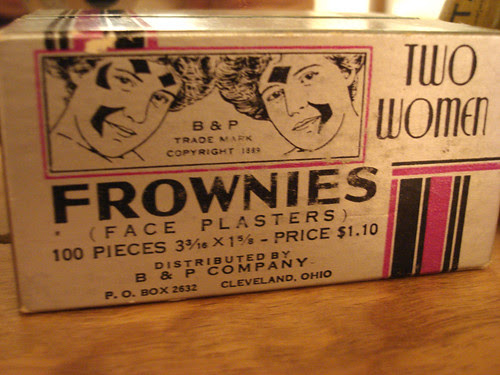 TWO
WOMEN
B & P
TRADE MARK
COPYRIGHT 1889
FROWNIES
(FACE PLASTERS)
100 PIECES 3 3/16 X 1 5/8 - PRICE $1.10
DISTRIBUTED BY
B & P COMPANY
P. O. BOX 2632 CLEVELAND, OHIO